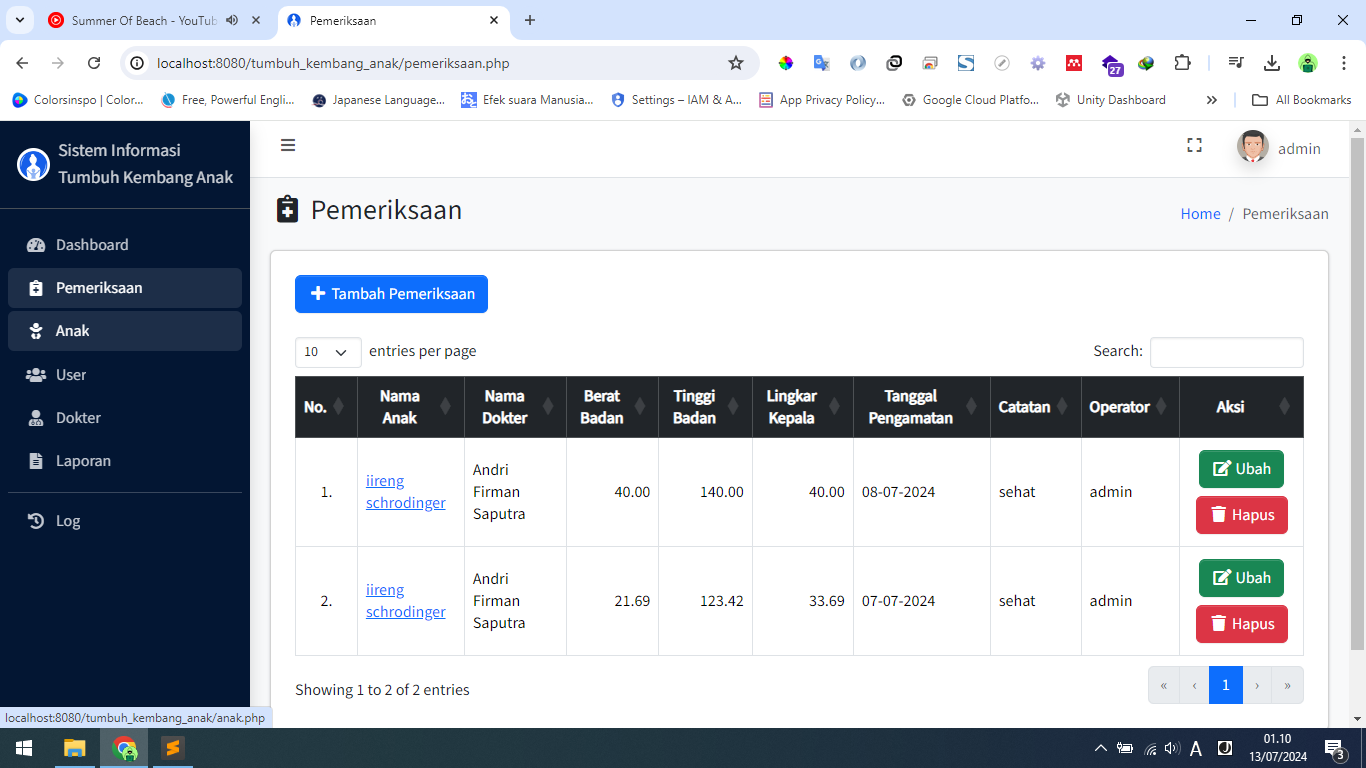 Summer Of Beach - YouTub
Pemeriksaan
localhost:8080/tumbuh_kembang_anak/pemeriksaan.php
27
Colorsinspo | Color...
Free, Powerful Engli...
Japanese Language...
Efek suara Manusia...
Settings – IAM & A...
App Privacy Policy...
Google Cloud Platfo...
Unity Dashboard
All Bookmarks
Sistem Informasi
Tumbuh Kembang Anak
admin
Dashboard
Pemeriksaan
Anak
User
Dokter
Laporan
Log
Pemeriksaan
Home / Pemeriksaan
Tambah Pemeriksaan
10 entries per page
Search:
No. Nama Anak Nama Dokter Berat Badan Tinggi Badan Lingkar Kepala Tanggal Pengamatan Catatan Operator Aksi
1. iireng schrodinger Andri Firman Saputra 40.00 140.00 40.00 08-07-2024 sehat admin Ubah
Hapus
2. iireng schrodinger Andri Firman Saputra 21.69 123.42 33.69 07-07-2024 sehat admin Ubah
Hapus
Showing 1 to 2 of 2 entries
« ‹ 1 › »
localhost:8080/tumbuh_kembang_anak/anak.php
A
J
01.10
13/07/2024
3